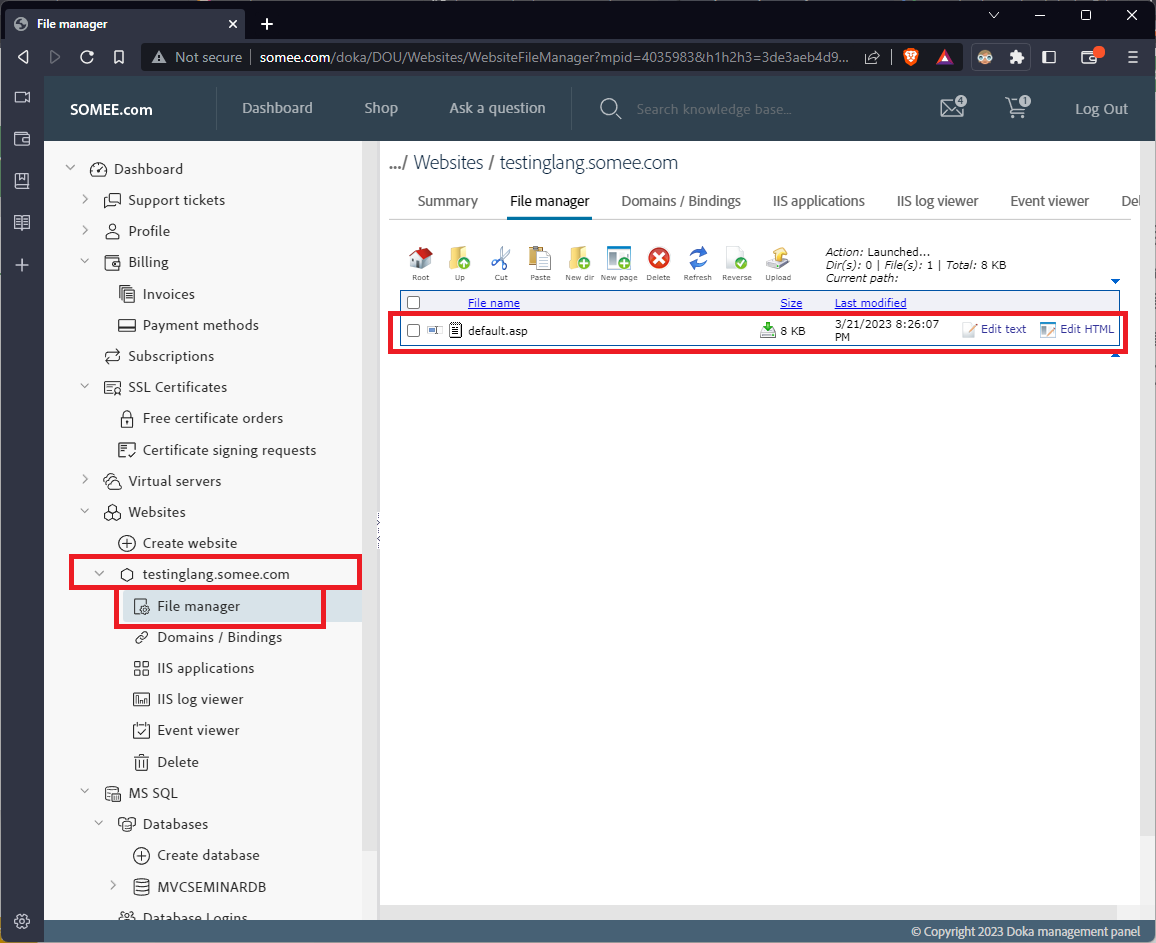 File manager
Not secure
somee.com/doka/DOU/Websites/WebsiteFileManager?mpid=4035983&h1h2h3=3de3aeb4d9...
SOMEE.com
Dashboard
Shop
Ask a question
Search knowledge base...
4
1
Log Out
Dashboard
Support tickets
Profile
Billing
Invoices
Payment methods
Subscriptions
SSL Certificates
Free certificate orders
Certificate signing requests
Virtual servers
Websites
Create website
testinglang.somee.com
File manager
Domains / Bindings
IIS applications
IIS log viewer
Event viewer
Delete
MS SQL
Databases
Create database
MVCSEMINARDB
Database Logins
.../ Websites / testinglang.somee.com
Summary File manager Domains / Bindings IIS applications IIS log viewer Event viewer Del
Root Up Cut Paste New dir New page Delete Refresh Reverse Upload
Action: Launched...
Dir(s): 0 | File(s): 1 | Total: 8 KB
Current path:
File name Size Last modified
default.asp 8 KB 3/21/2023 8:26:07
PM
Edit text Edit HTML
© Copyright 2023 Doka management panel